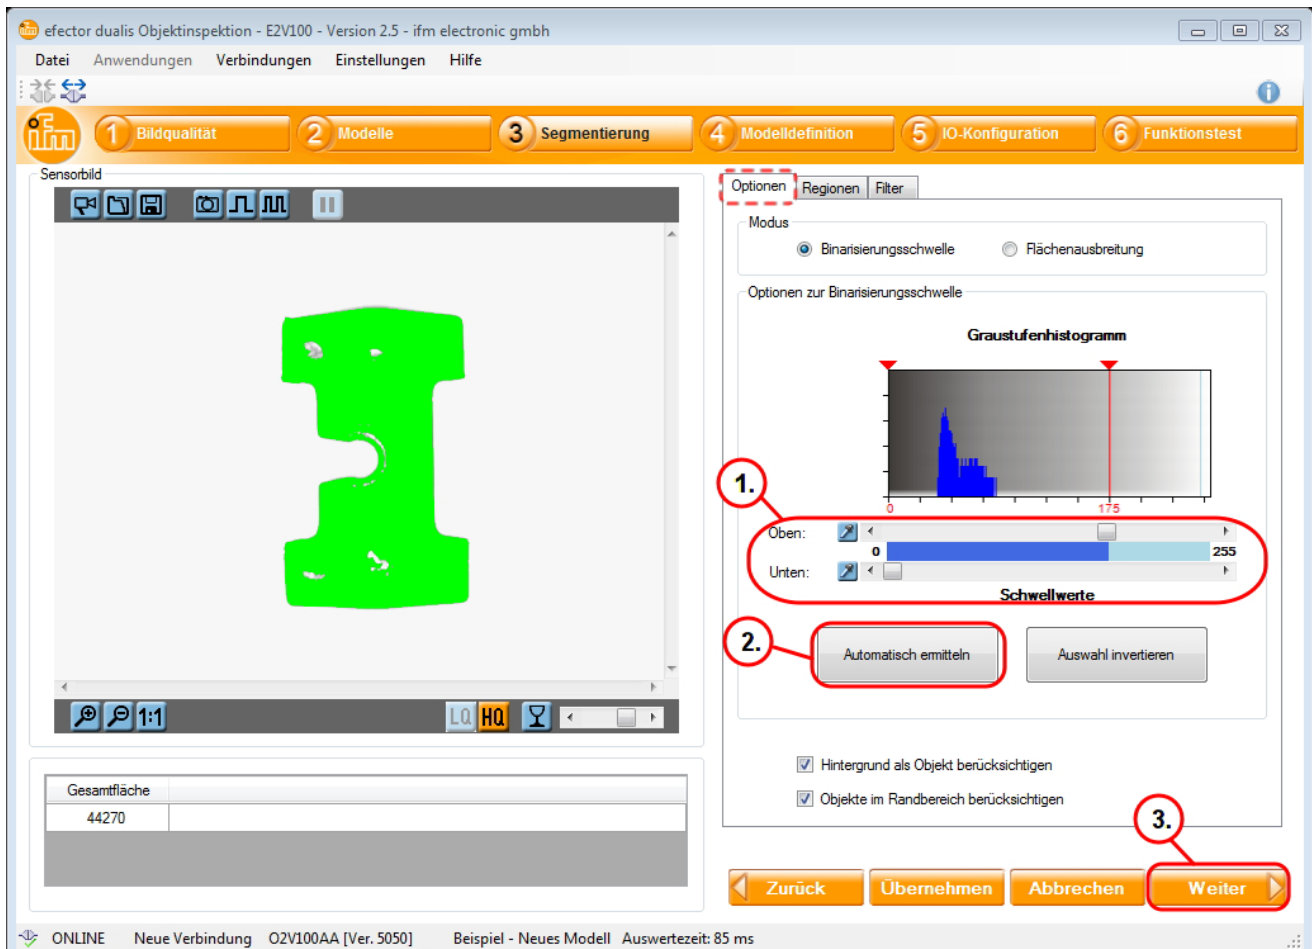 efector dualis Objektinspektion - E2V100 - Version 2.5 - ifm electronic gmbh
Datei Anwendungen Verbindungen Einstellungen Hilfe
ifm 1 Bildqualität 2 Modelle 3 Segmentierung 4 Modelldefinition 5 IO-Konfiguration 6 Funktionstest
Sensorbild
Optionen Regionen Filter
Modus
Binarisierungsschwelle Flächenausbreitung
Optionen zur Binarisierungsschwelle
Graustufenhistogramm
1.
0 175
Oben:
0 255
Unten:
Schwellwerte
2.
Automatisch ermitteln Auswahl invertieren
1:1 LQ HQ
Hintergrund als Objekt berücksichtigen
Objekte im Randbereich berücksichtigen
Gesamtfläche
44270
3.
Zurück Übernehmen Abbrechen Weiter
ONLINE Neue Verbindung O2V100AA [Ver. 5050] Beispiel - Neues Modell Auswertezeit: 85 ms